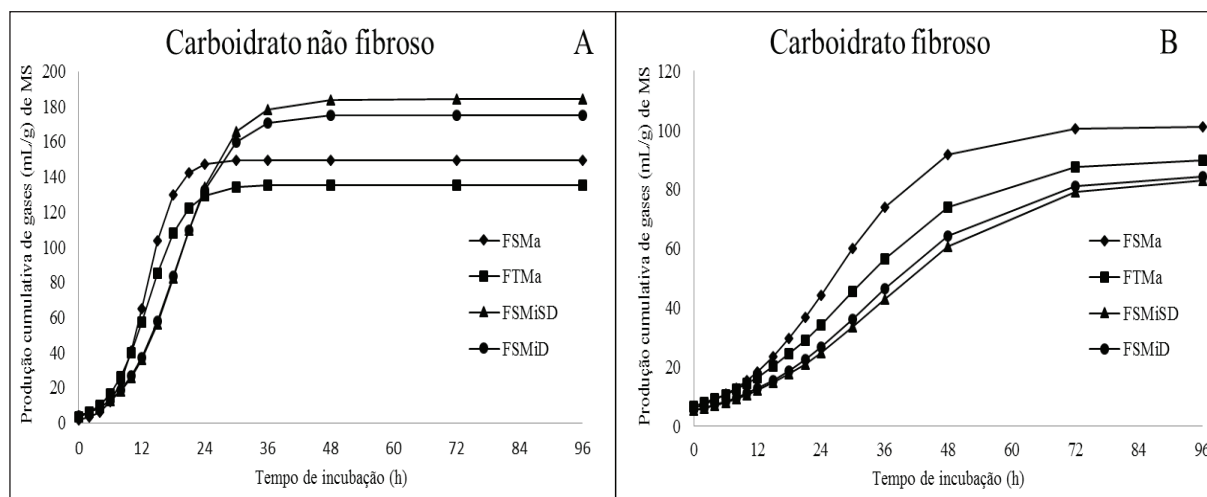 Carboidrato não fibroso
A
Produção cumulativa de gases (mL/g) de MS
200
180
160
140
120
100
80
60
40
20
0
FSMa
FTMa
FSMiSD
FSMiD
0 12 24 36 48 60 72 84 96
Tempo de incubação (h)
Carboidrato fibroso
B
Produção cumulativa de gases (mL/g) de MS
120
100
80
60
40
20
0
FSMa
FTMa
FSMiSD
FSMiD
0 12 24 36 48 60 72 84 96
Tempo de incubação (h)